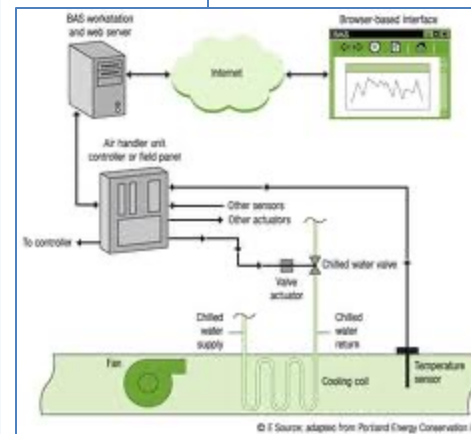 BAS workstation
and web server
Browser-based interface
BAS
Internet
Air handler unit
controller or field panel
Other sensors
Other actuators
To controller
Chilled water valve
Valve
actuator
Chilled
water
supply
Chilled
water
return
Fan
Cooling coil
Temperature
sensor
© E Source; adapted from Portland Energy Conservation